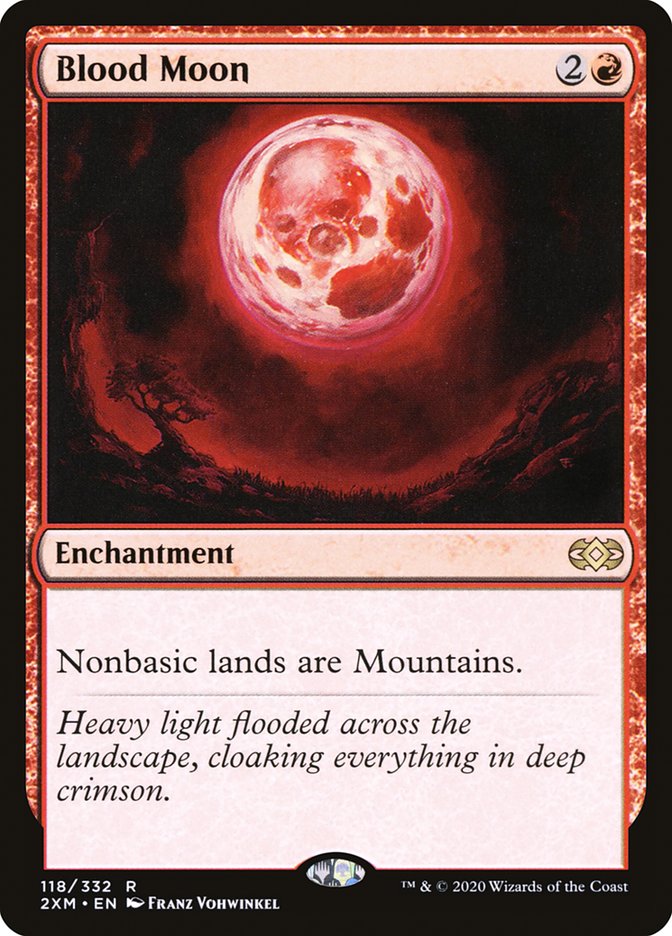 Blood Moon 2
Enchantment
Nonbasic lands are Mountains.
Heavy light flooded across the
landscape, cloaking everything in deep
crimson.
118/332 R
2XM • EN Franz Vohwinkel
™ & © 2020 Wizards of the Coast